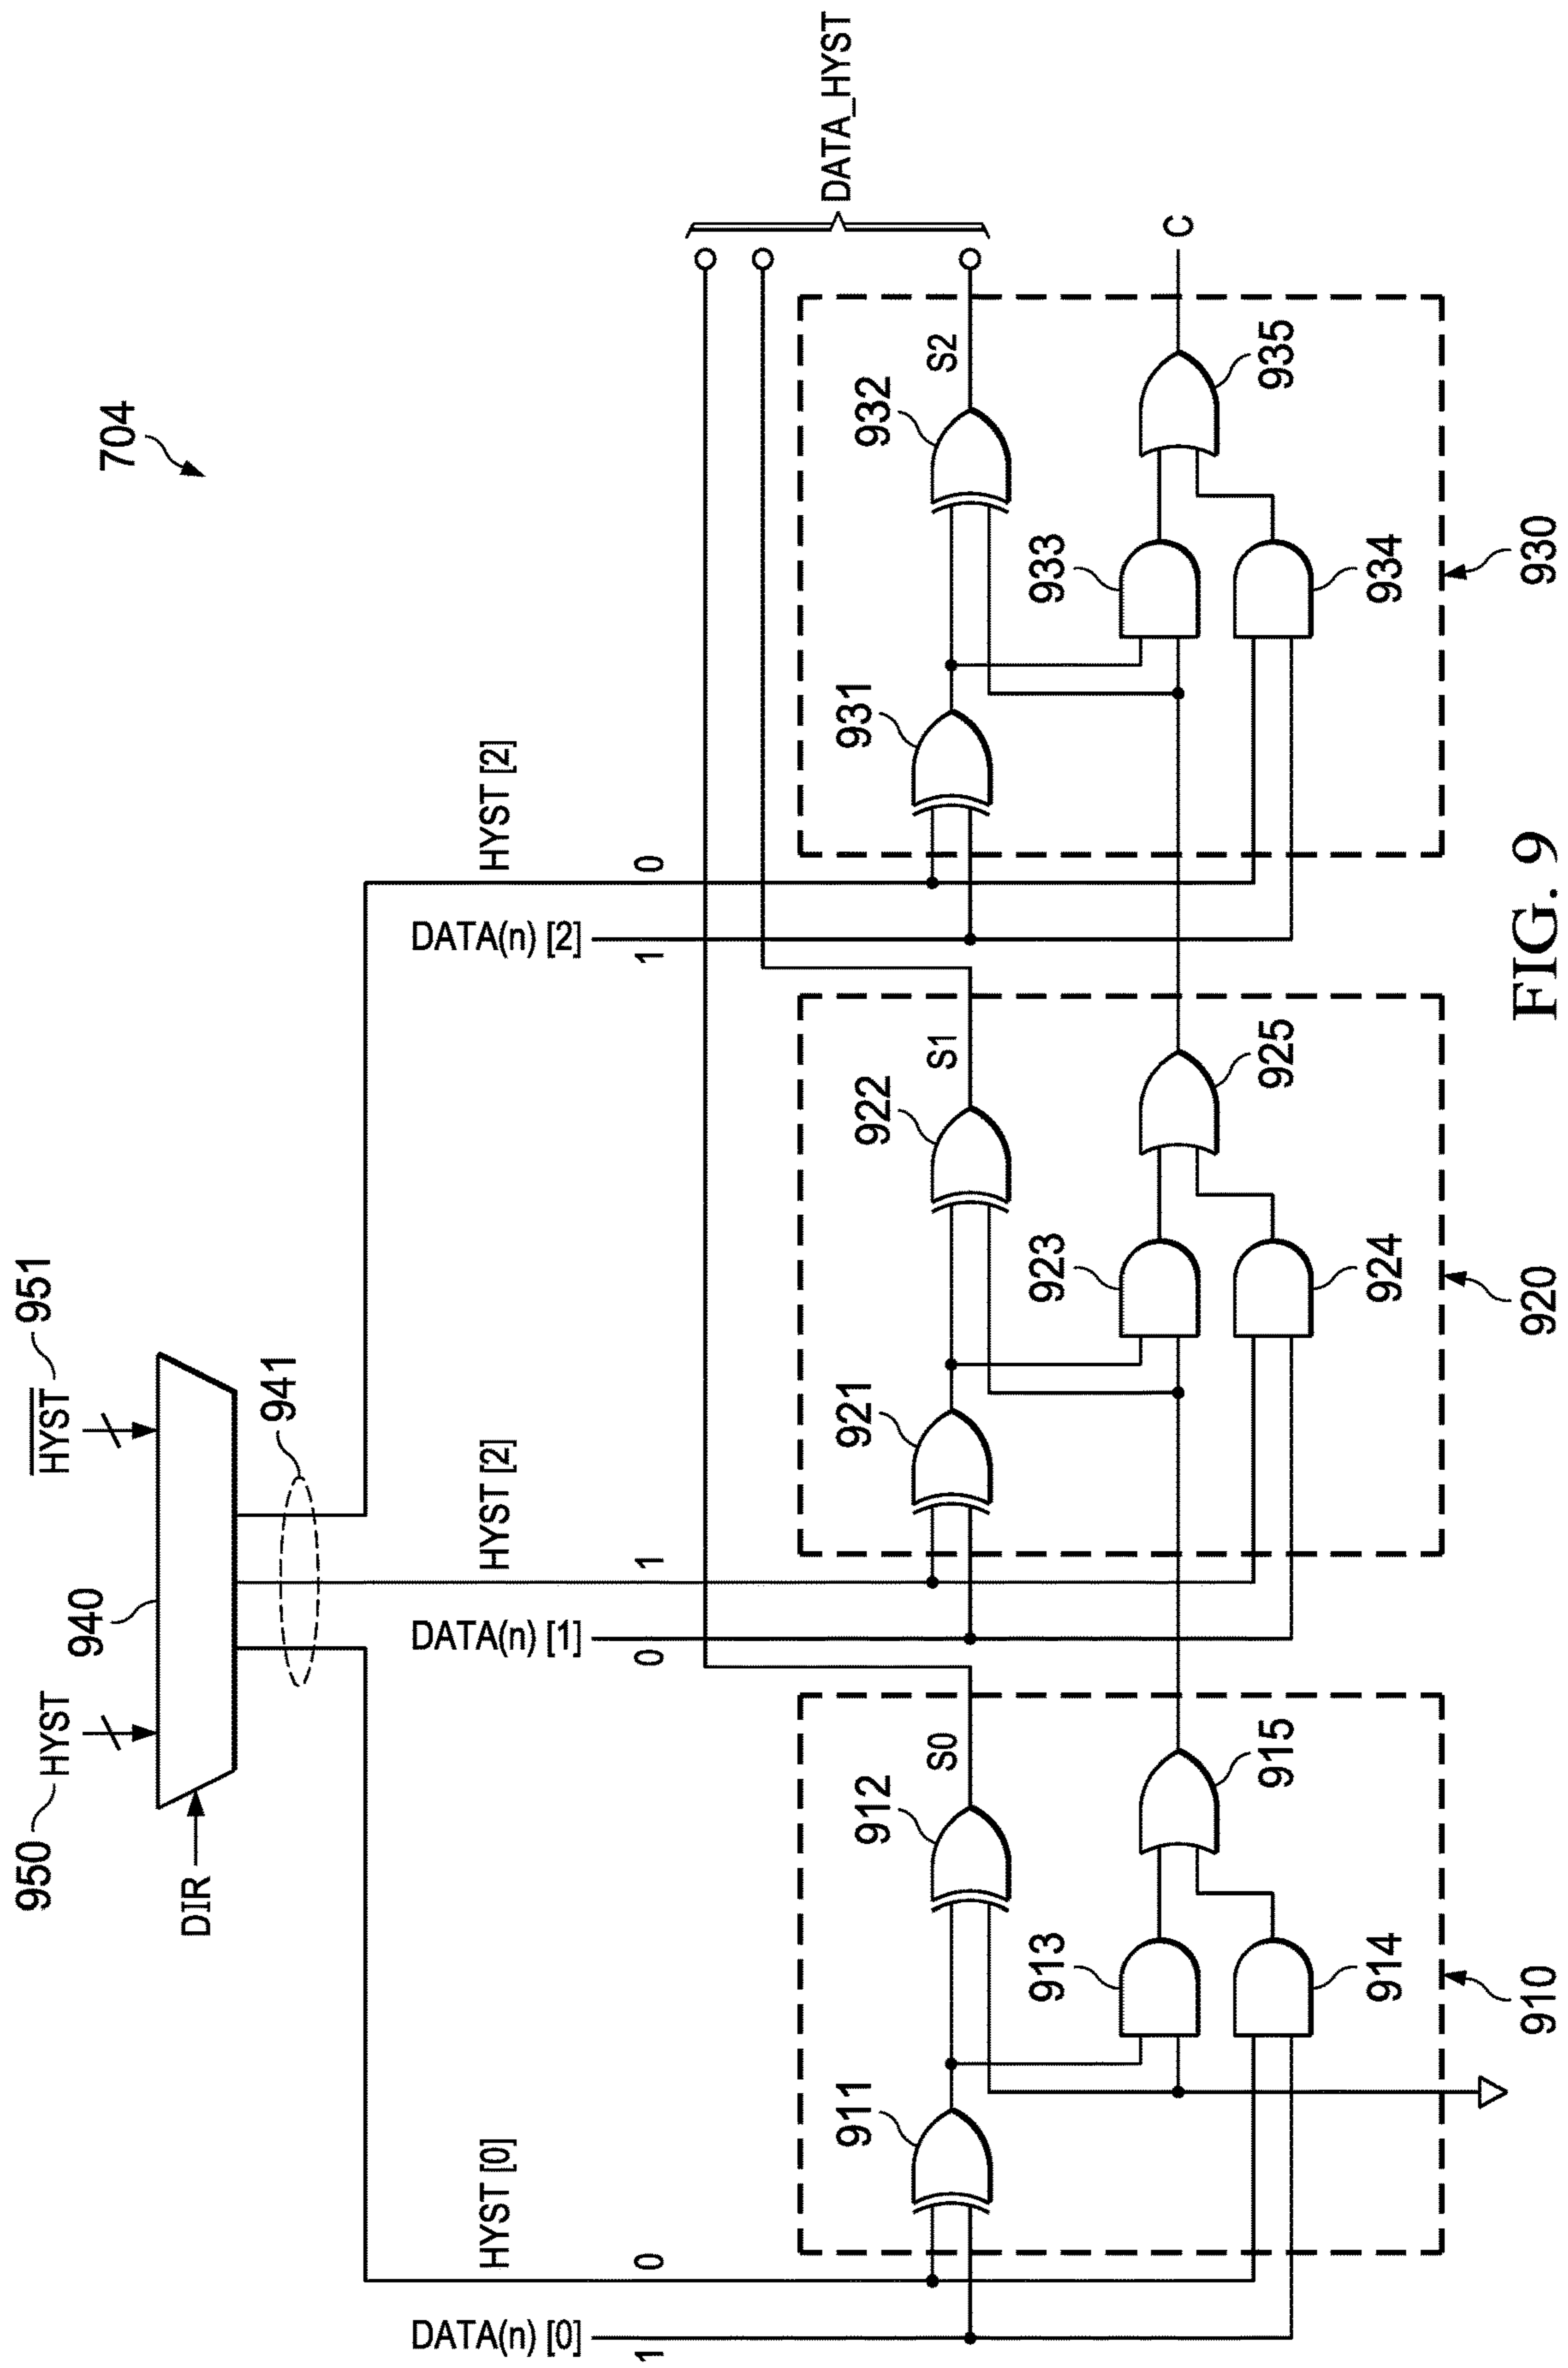 704
950
HYST
HYST
951
940
DIR
941
HYST [0]
HYST [2]
HYST [2]
DATA(n) [0]
DATA(n) [1]
DATA(n) [2]
1
0
0
1
1
0
DATA_HYST
911
912
S0
913
914
915
910
921
922
S1
923
924
925
920
931
932
S2
933
934
935
930
C
FIG. 9